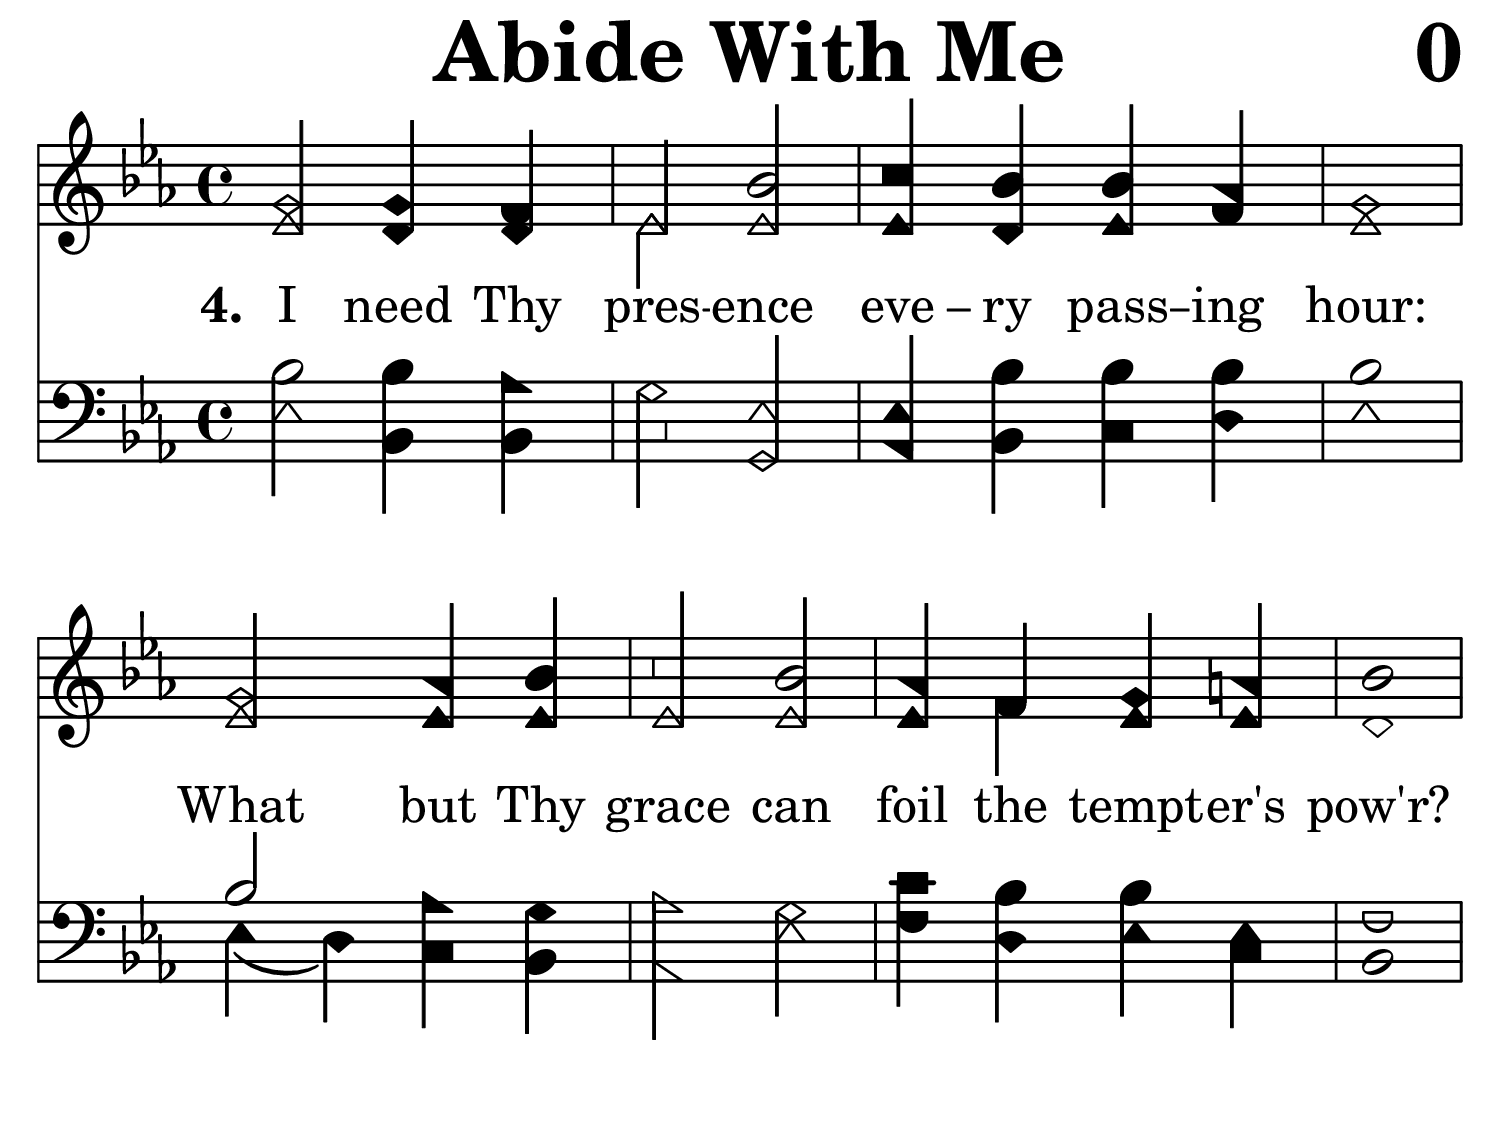 Abide With Me 0
4. I need Thy pres-ence eve – ry pass–ing hour:
What but Thy grace can foil the tempter's pow'r?